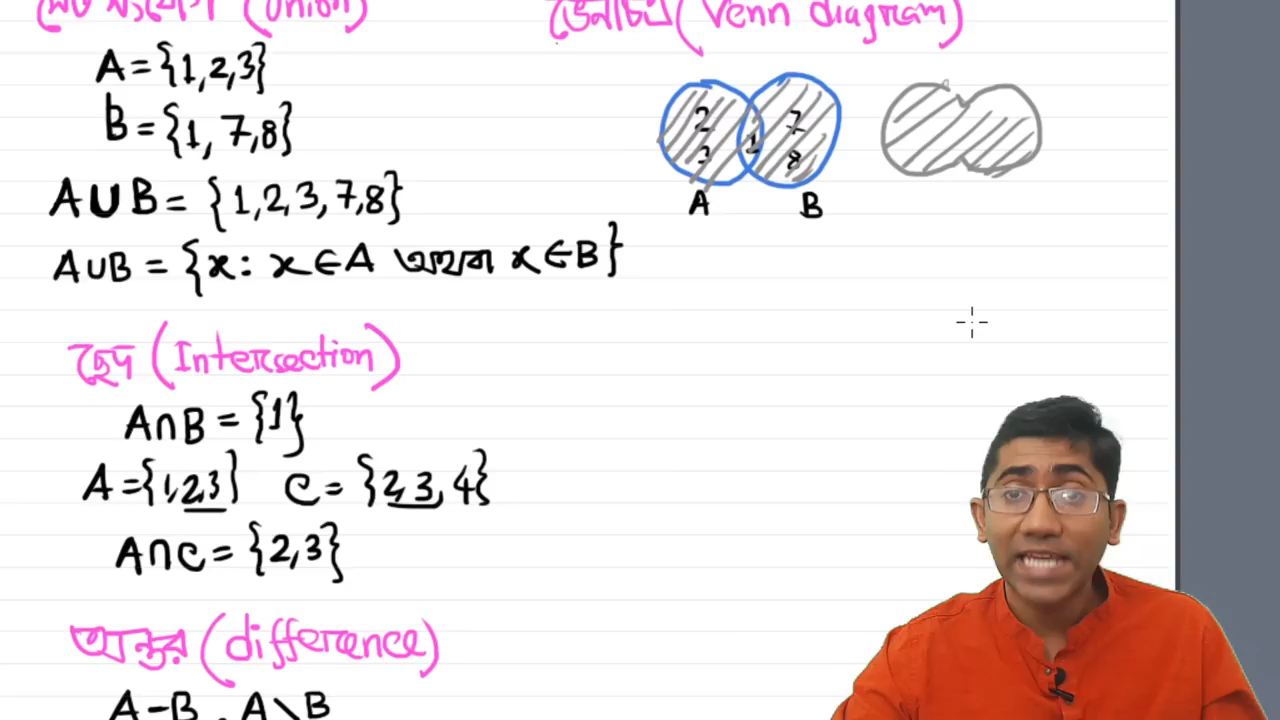 সংযোগ (Union)
A = {1,2,3}
B = {1, 7,8}
A∪B = {1,2,3,7,8}
A∪B = {x: x∈A অথবা x∈B}
ছেদ (Intersection)
A∩B = {1}
A={1,2,3} C = {2,3,4}
A∩C = {2,3}
অন্তর (difference)
A-B, A\B
ভেনচিত্র (Venn diagram)
2 7
1
3 8
A B